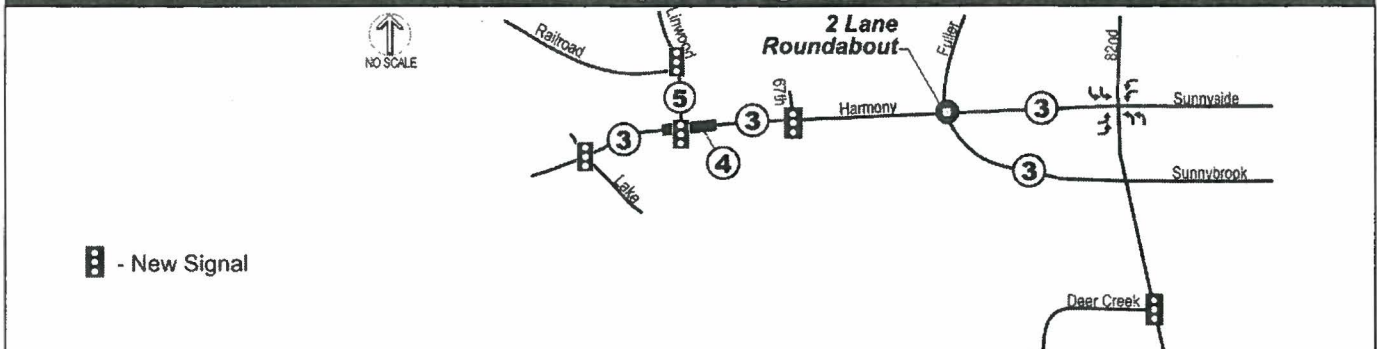 NO SCALE
Railroad
Linwood
2 Lane
Roundabout
Fuller
82nd
5
67th
3
Harmony
3
Sunnyside
3
4
Lake
3
Sunnybrook
- New Signal
Deer Creek